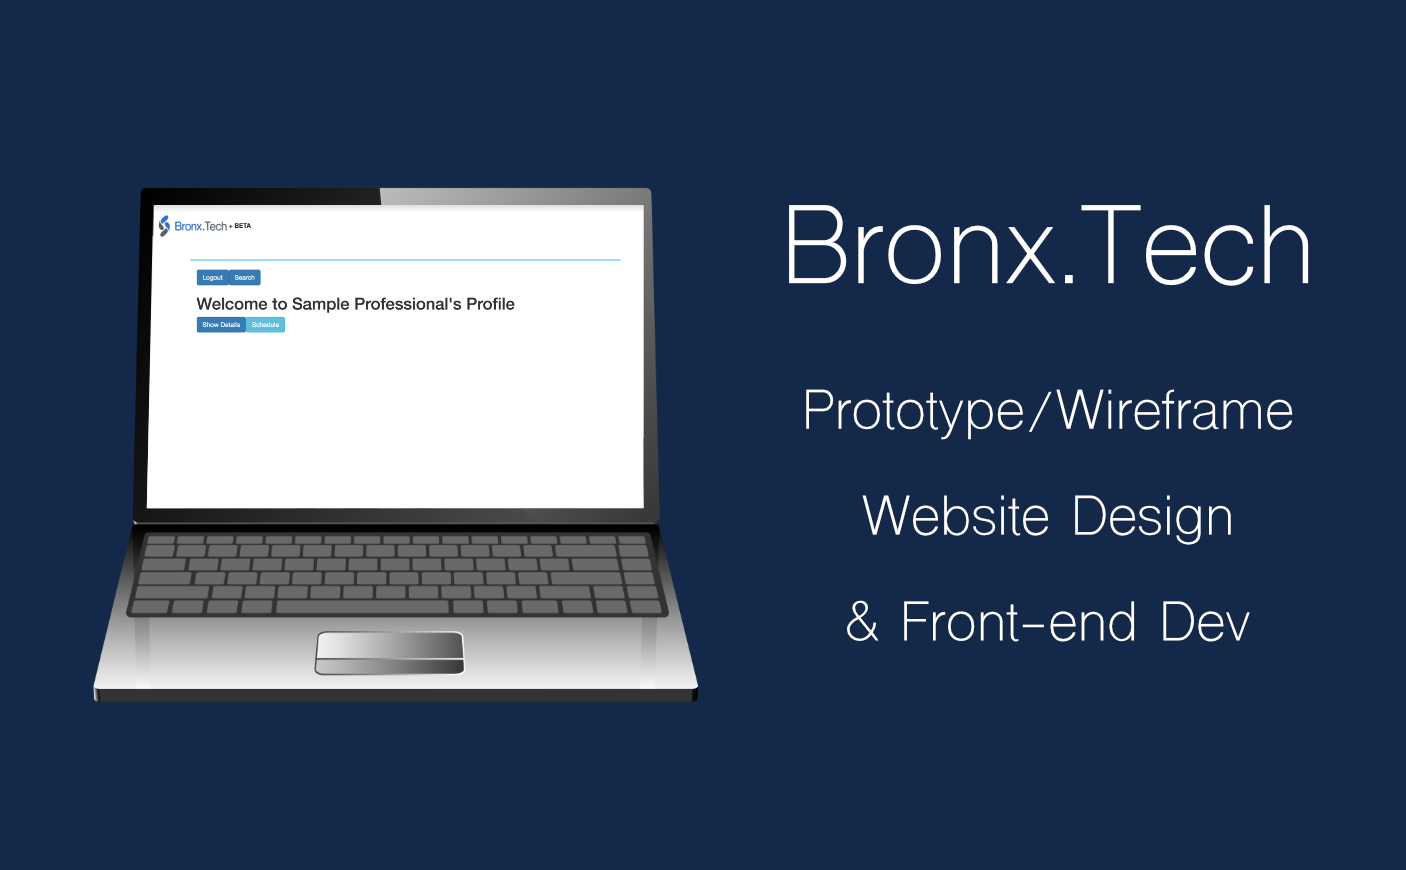 Bronx.Tech + BETA
Logout Search
Welcome to Sample Professional's Profile
Show Details Schedule
Bronx.Tech
Prototype/Wireframe
Website Design
& Front-end Dev